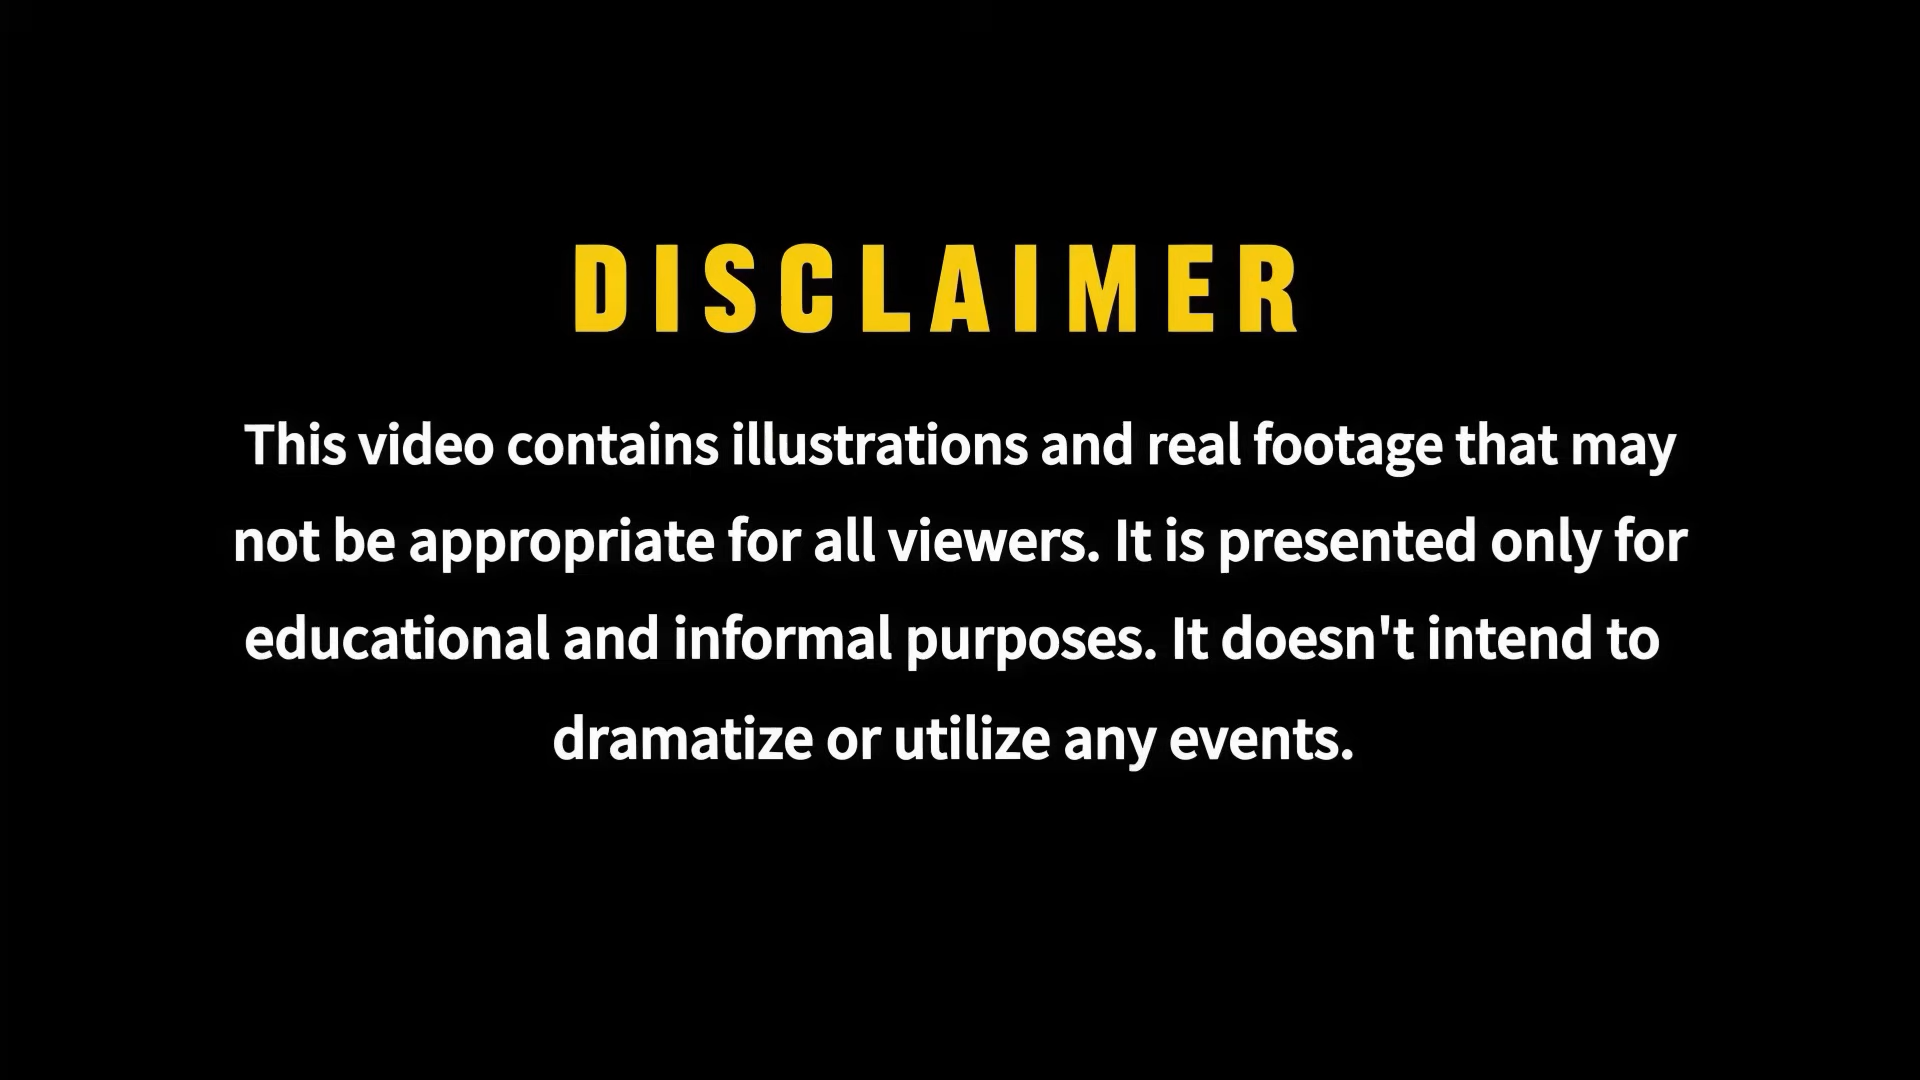 DISCLAIMER
This video contains illustrations and real footage that may
not be appropriate for all viewers. It is presented only for
educational and informal purposes. It doesn't intend to
dramatize or utilize any events.